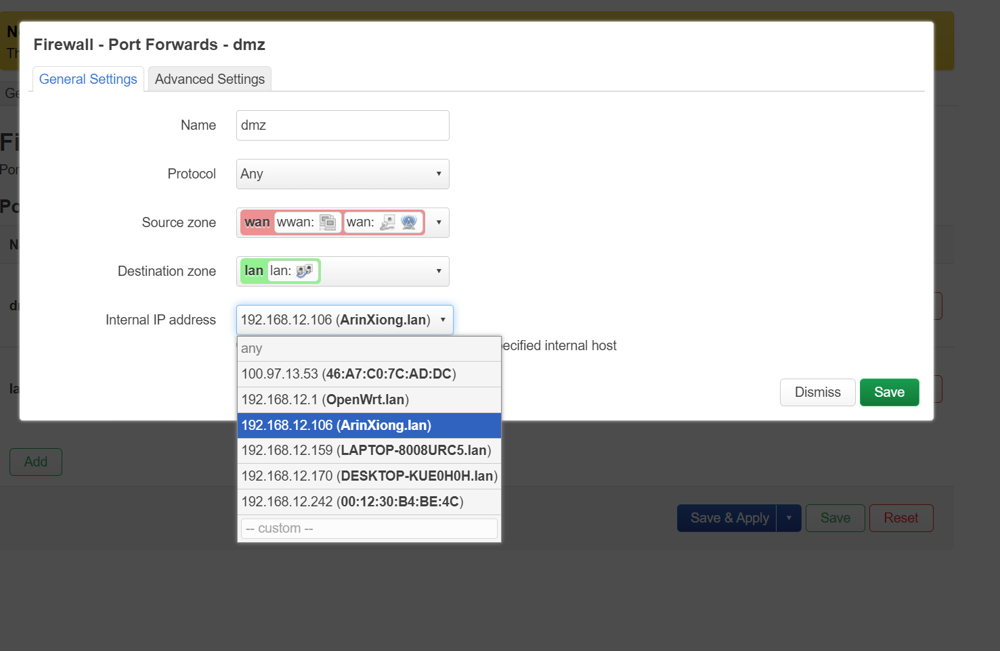 Firewall - Port Forwards - dmz
General Settings
Advanced Settings
Name
dmz
Protocol
Any
Source zone
wan wwan: wan:
Destination zone
lan lan:
Internal IP address
192.168.12.106 (ArinXiong.lan)
any
ecified internal host
100.97.13.53 (46:A7:C0:7C:AD:DC)
192.168.12.1 (OpenWrt.lan)
192.168.12.106 (ArinXiong.lan)
192.168.12.159 (LAPTOP-8008URC5.lan)
192.168.12.170 (DESKTOP-KUE0H0H.lan)
192.168.12.242 (00:12:30:B4:BE:4C)
-- custom --
Dismiss
Save
Add
Save & Apply
Save
Reset